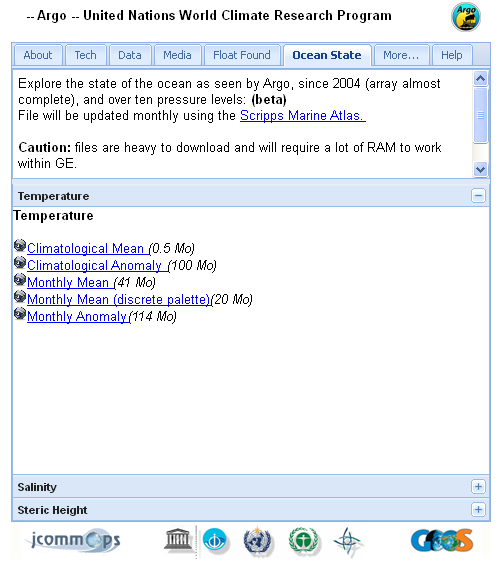 -- Argo -- United Nations World Climate Research Program
Argo
About Tech Data Media Float Found Ocean State More... Help
Explore the state of the ocean as seen by Argo, since 2004 (array almost
complete), and over ten pressure levels: (beta)
File will be updated monthly using the Scripps Marine Atlas.
Caution: files are heavy to download and will require a lot of RAM to work
within GE.
Temperature
Temperature
Climatological Mean (0.5 Mo)
Climatological Anomaly (100 Mo)
Monthly Mean (41 Mo)
Monthly Mean (discrete palette)(20 Mo)
Monthly Anomaly(114 Mo)
Salinity
Steric Height
jcommops
GEOSS